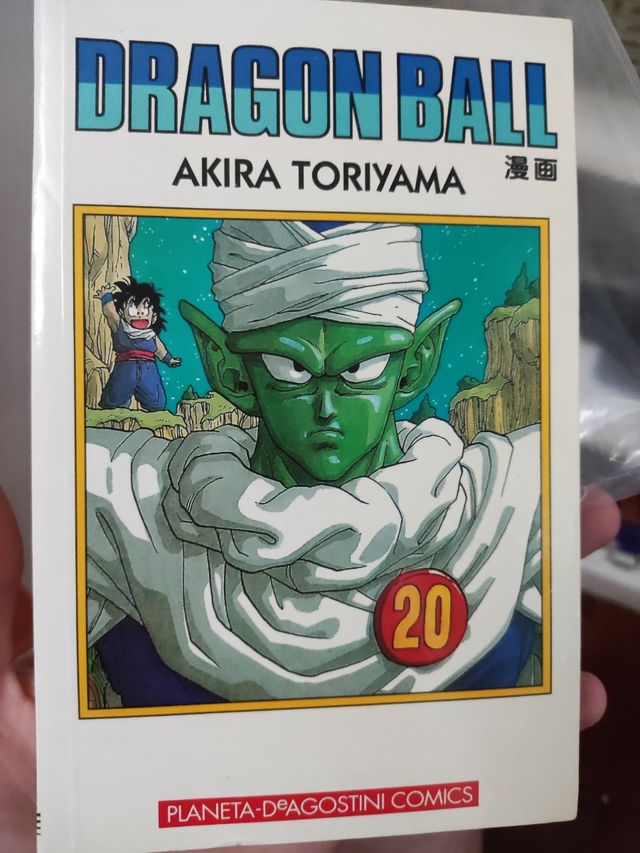 DRAGON BALL
AKIRA TORIYAMA
漫画
20
PLANETA-DeAGOSTINI COMICS